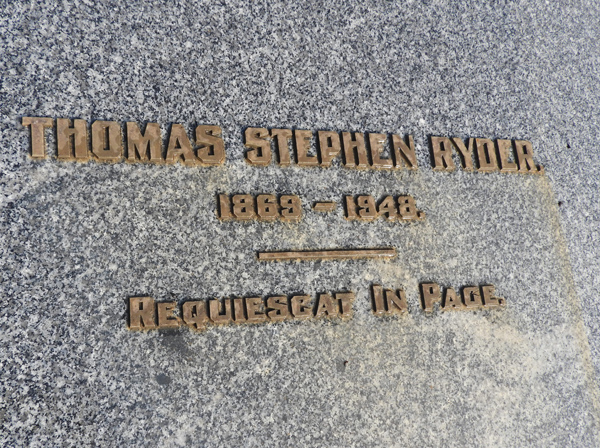 THOMAS STEPHEN RYDER.
1869 – 1948.
REQUIESCAT IN PACE.